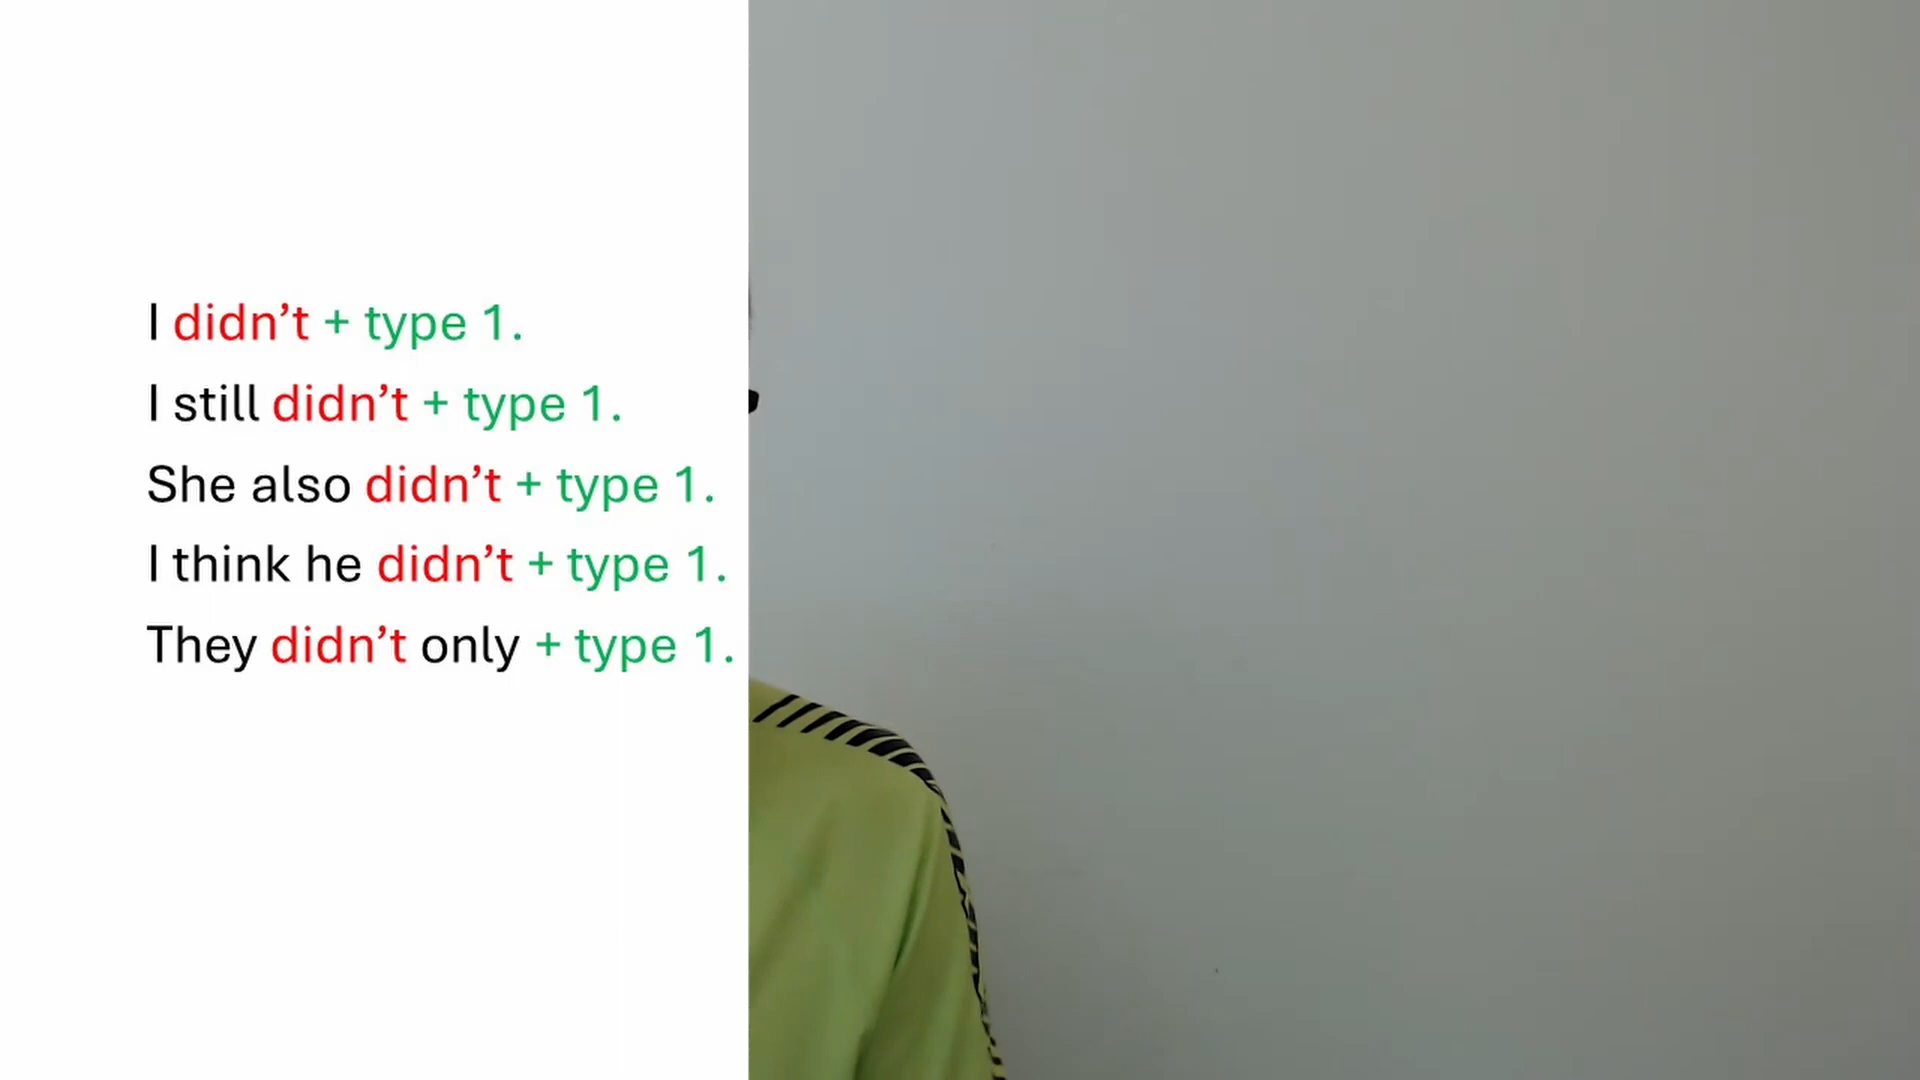 I didn’t + type 1.
I still didn’t + type 1.
She also didn’t + type 1.
I think he didn’t + type 1.
They didn’t only + type 1.